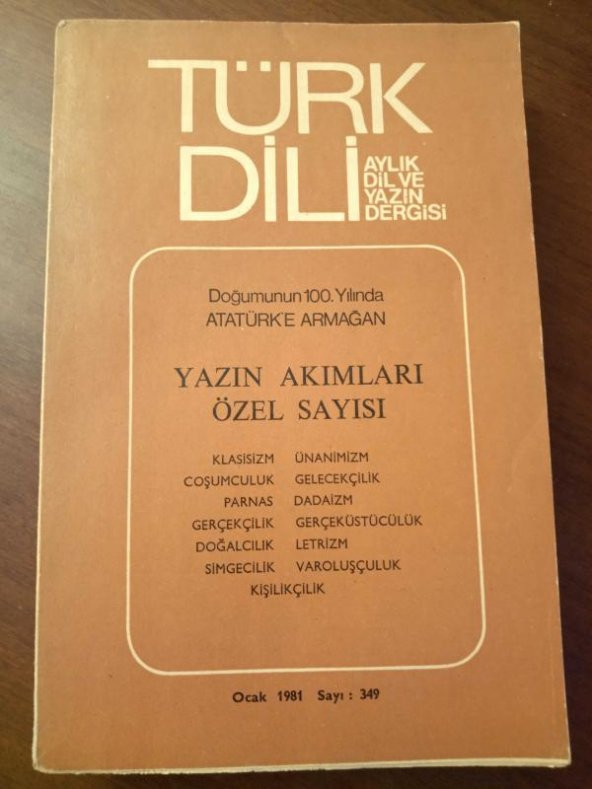 TÜRK
DİLİ
AYLIK
DİL VE
YAZIN
DERGİSİ
Doğumunun 100. Yılında
ATATÜRK'E ARMAĞAN
YAZIN AKIMLARI
ÖZEL SAYISI
KLASİSİZM ÜNANİMİZM
COŞUMCULUK GELECEKÇİLİK
PARNAS DADAİZM
GERÇEKÇİLİK GERÇEKÜSTÜCÜLÜK
DOĞALCILIK LETRİZM
SİMGECİLİK VAROLUŞÇULUK
KİŞİLİKÇİLİK
Ocak 1981 Sayı : 349